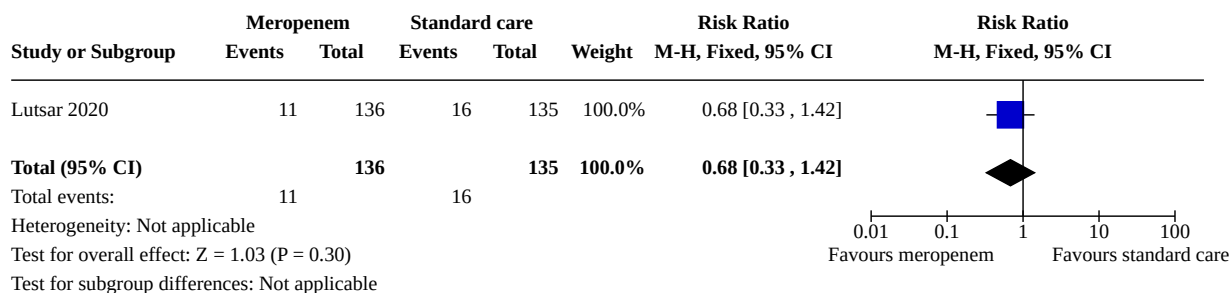 Meropenem Standard care Risk Ratio Risk Ratio
Study or Subgroup Events Total Events Total Weight M-H, Fixed, 95% CI M-H, Fixed, 95% CI
Lutsar 2020 11 136 16 135 100.0% 0.68 [0.33 , 1.42]
Total (95% CI) 136 135 100.0% 0.68 [0.33 , 1.42]
Total events: 11 16
Heterogeneity: Not applicable
0.01 0.1 1 10 100
Test for overall effect: Z = 1.03 (P = 0.30) Favours meropenem Favours standard care
Test for subgroup differences: Not applicable